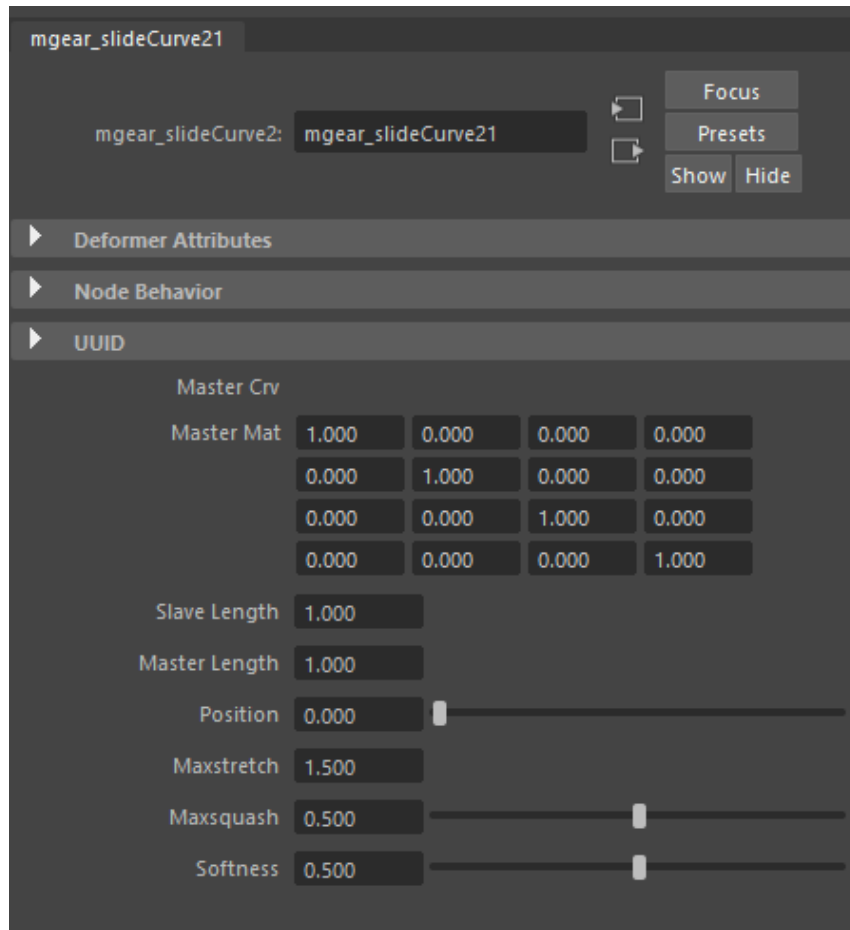 mgear_slideCurve21
Focus
mgear_slideCurve2: mgear_slideCurve21
Presets
Show Hide
Deformer Attributes
Node Behavior
UUID
Master Crv
Master Mat 1.000 0.000 0.000 0.000
0.000 1.000 0.000 0.000
0.000 0.000 1.000 0.000
0.000 0.000 0.000 1.000
Slave Length 1.000
Master Length 1.000
Position 0.000
Maxstretch 1.500
Maxsquash 0.500
Softness 0.500